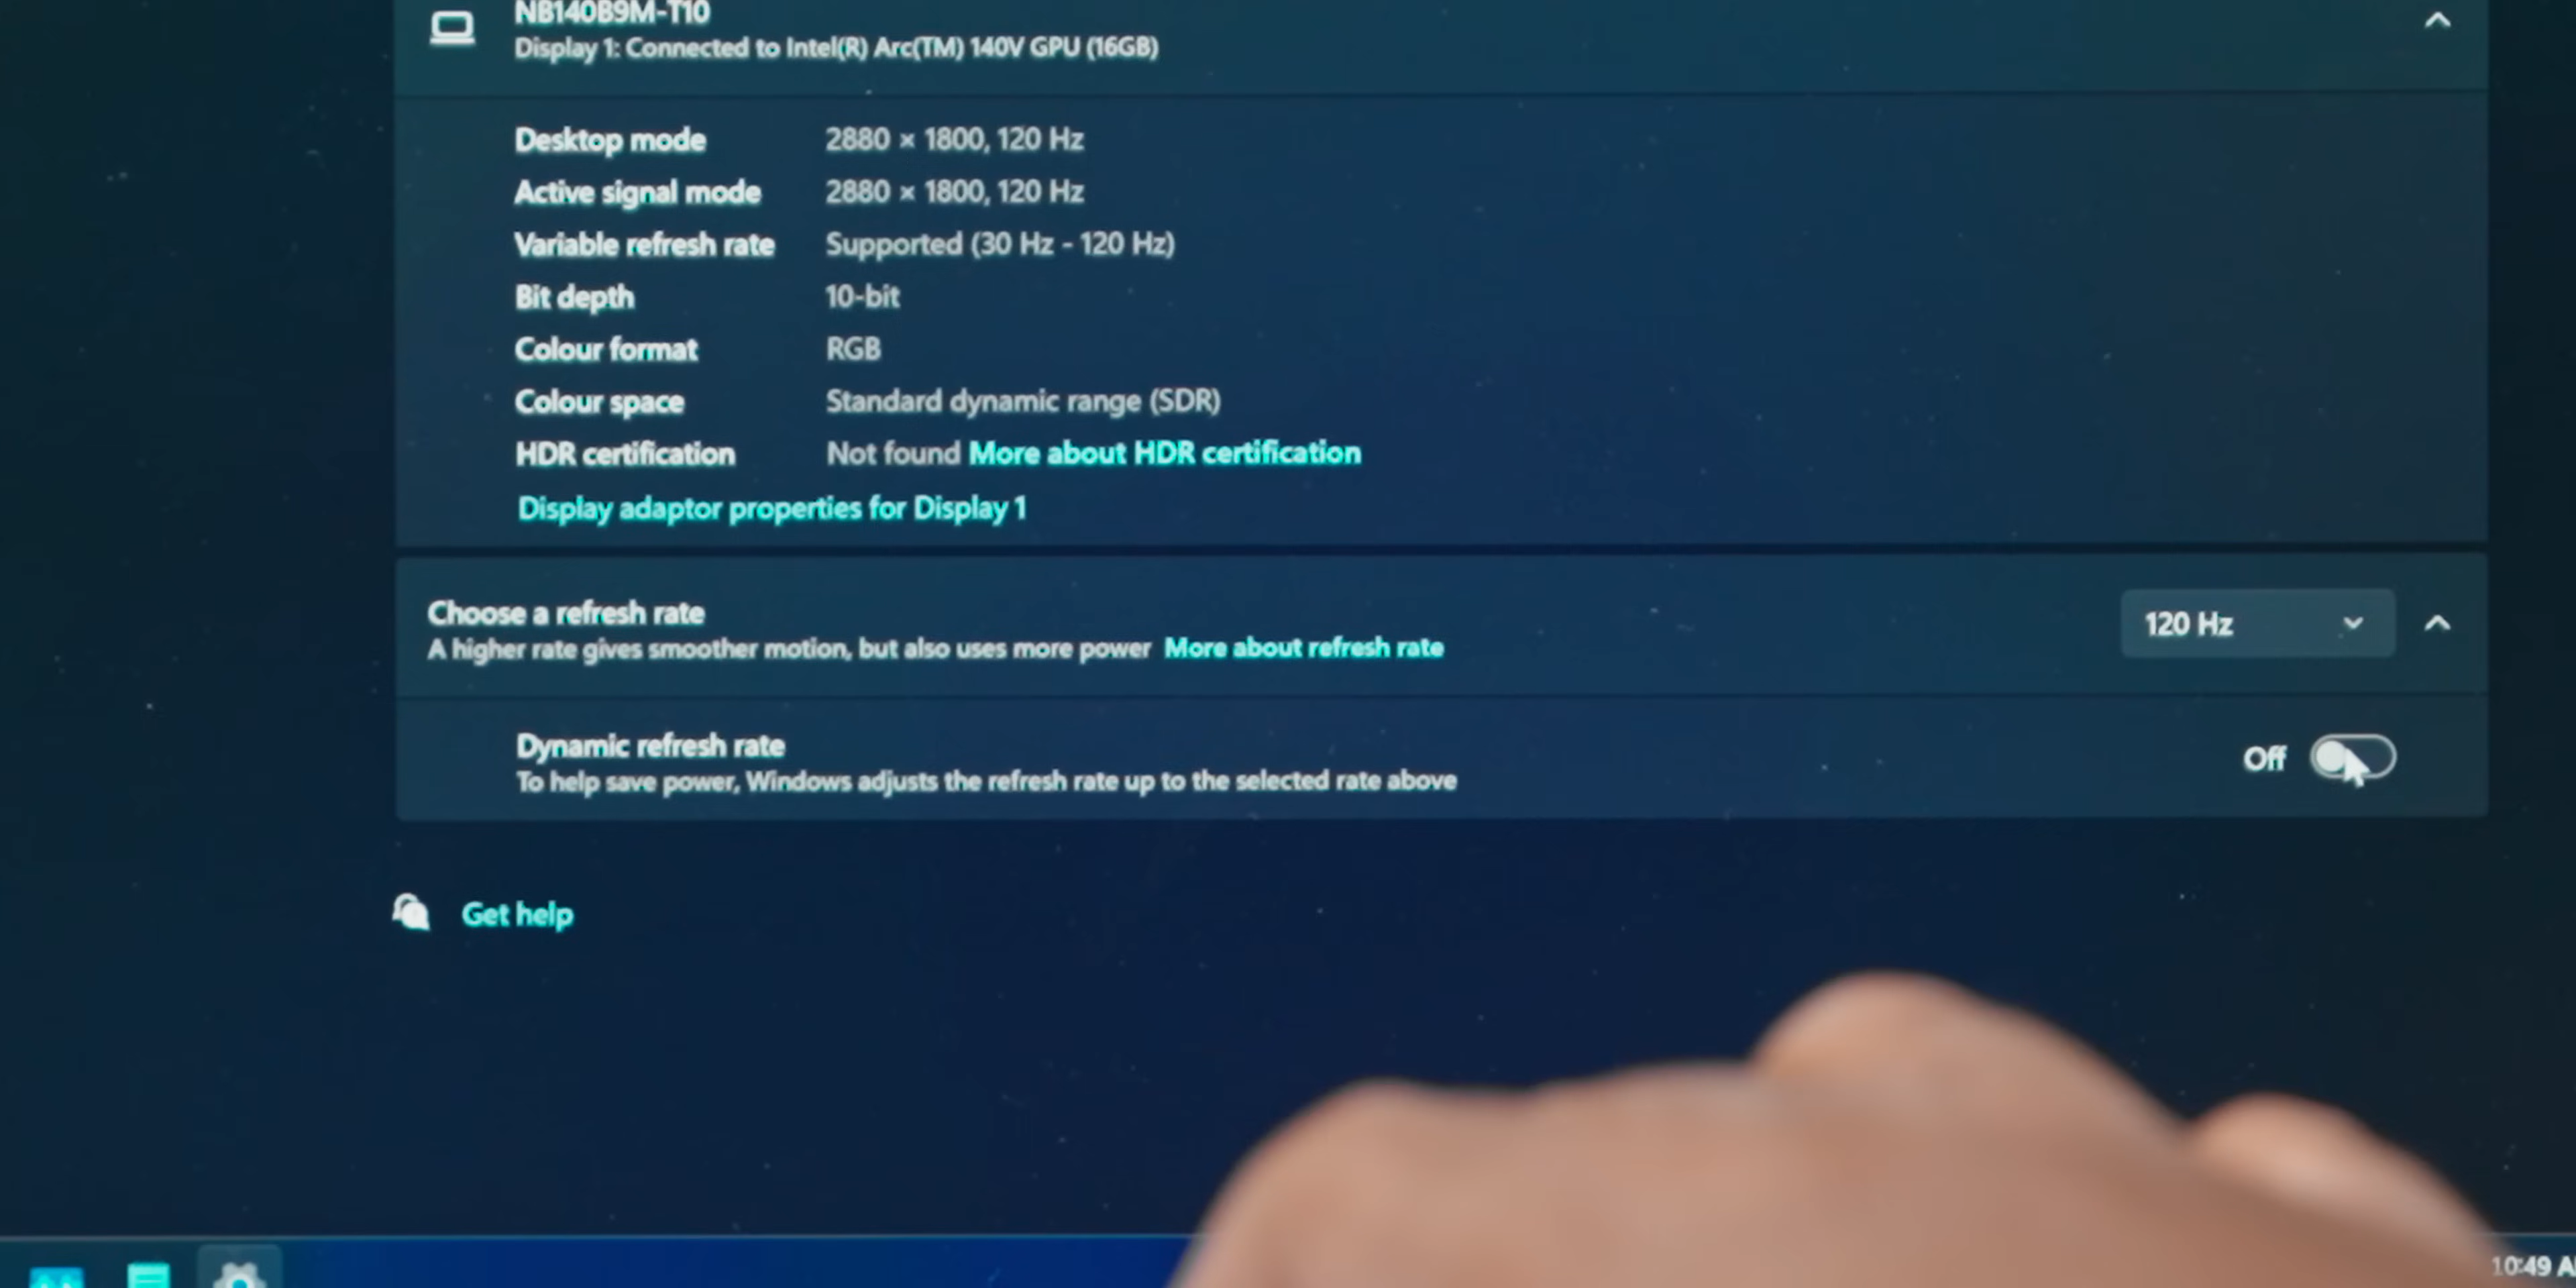 NB140B9M-T10
Display 1: Connected to Intel(R) Arc(TM) 140V GPU (16GB)
Desktop mode 2880 × 1800, 120 Hz
Active signal mode 2880 × 1800, 120 Hz
Variable refresh rate Supported (30 Hz - 120 Hz)
Bit depth 10-bit
Colour format RGB
Colour space Standard dynamic range (SDR)
HDR certification Not found More about HDR certification
Display adaptor properties for Display 1
Choose a refresh rate 120 Hz
A higher rate gives smoother motion, but also uses more power More about refresh rate
Dynamic refresh rate Off
To help save power, Windows adjusts the refresh rate up to the selected rate above
Get help
10:49